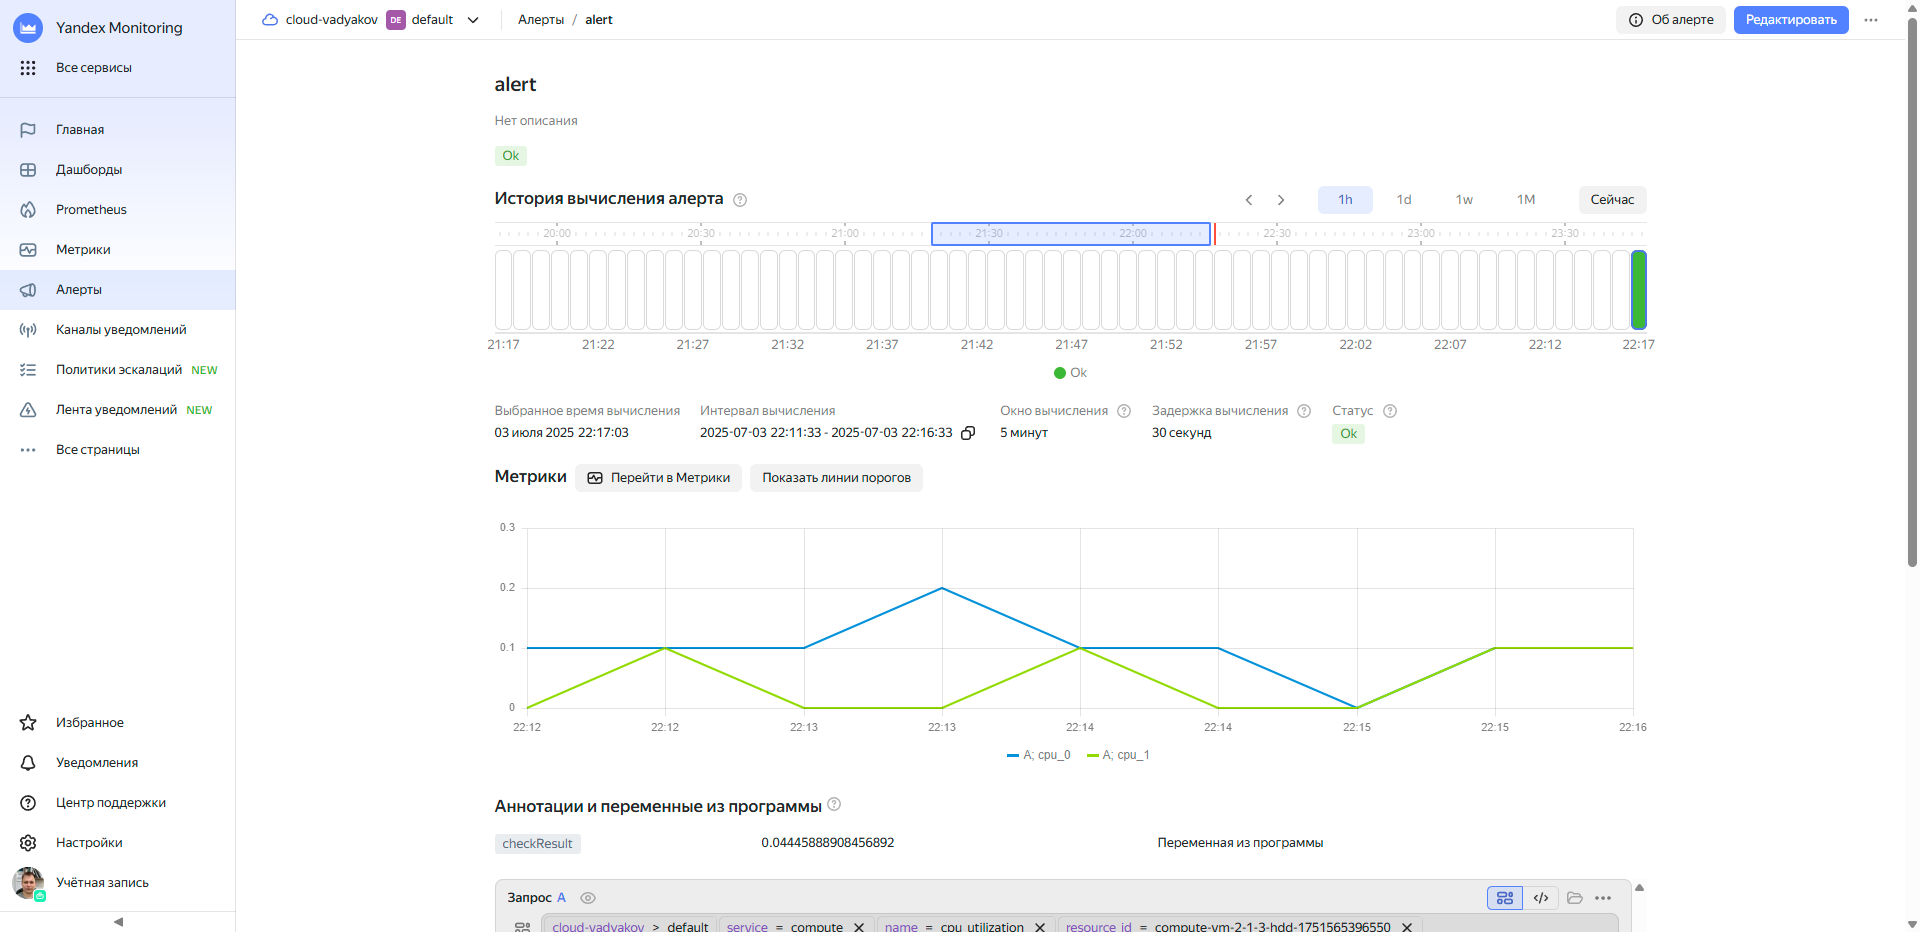 Yandex Monitoring
Все сервисы
Главная
Дашборды
Prometheus
Метрики
Алерты
Каналы уведомлений
Политики эскалаций NEW
Лента уведомлений NEW
Все страницы
Избранное
Уведомления
Центр поддержки
Настройки
Учётная запись
cloud-vadyakov DE default Алерты / alert Об алерте Редактировать
alert
Нет описания
Ok
История вычисления алерта 1h 1d 1w 1M Сейчас
20:00 20:30 21:00 21:30 22:00 22:30 23:00 23:30
21:17 21:22 21:27 21:32 21:37 21:42 21:47 21:52 21:57 22:02 22:07 22:12 22:17
Ok
Выбранное время вычисления Интервал вычисления Окно вычисления Задержка вычисления Статус
03 июля 2025 22:17:03 2025-07-03 22:11:33 - 2025-07-03 22:16:33 5 минут 30 секунд Ok
Метрики Перейти в Метрики Показать линии порогов
0.3
0.2
0.1
0
22:12 22:12 22:13 22:13 22:14 22:14 22:15 22:15 22:16
A; cpu_0 A; cpu_1
Аннотации и переменные из программы
checkResult 0.04445888908456892 Переменная из программы
Запрос A
cloud-vadyakov > default service = compute name = cpu_utilization resource_id = compute-vm-2-1-3-hdd-1751565396550